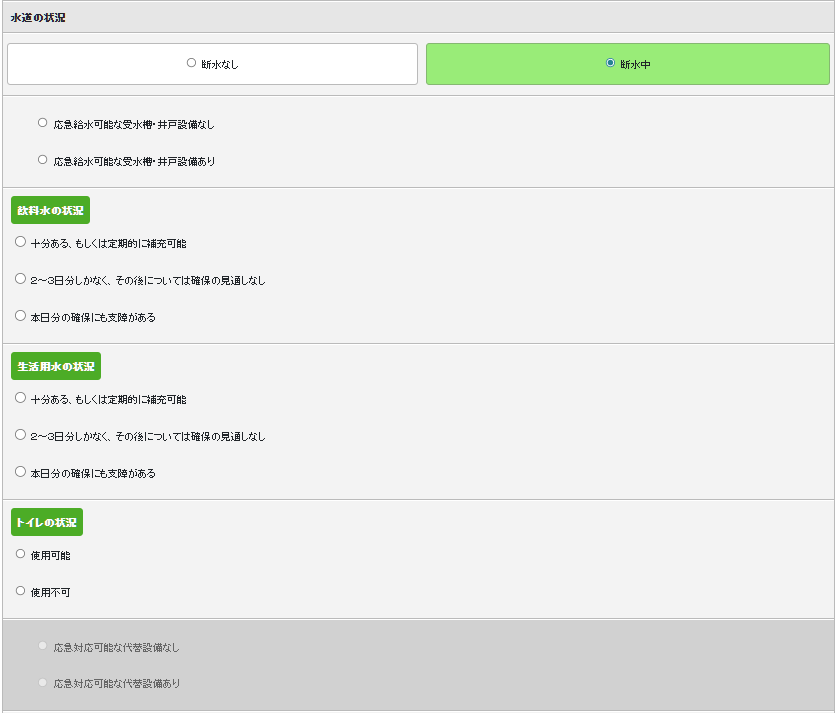 水道の状況
断水なし
断水中
応急給水可能な受水槽・井戸設備なし
応急給水可能な受水槽・井戸設備あり
飲料水の状況
十分ある、もしくは定期的に補充可能
2～3日分しかなく、その後については確保の見通しなし
本日分の確保にも支障がある
生活用水の状況
十分ある、もしくは定期的に補充可能
2～3日分しかなく、その後については確保の見通しなし
本日分の確保にも支障がある
トイレの状況
使用可能
使用不可
応急対応可能な代替設備なし
応急対応可能な代替設備あり